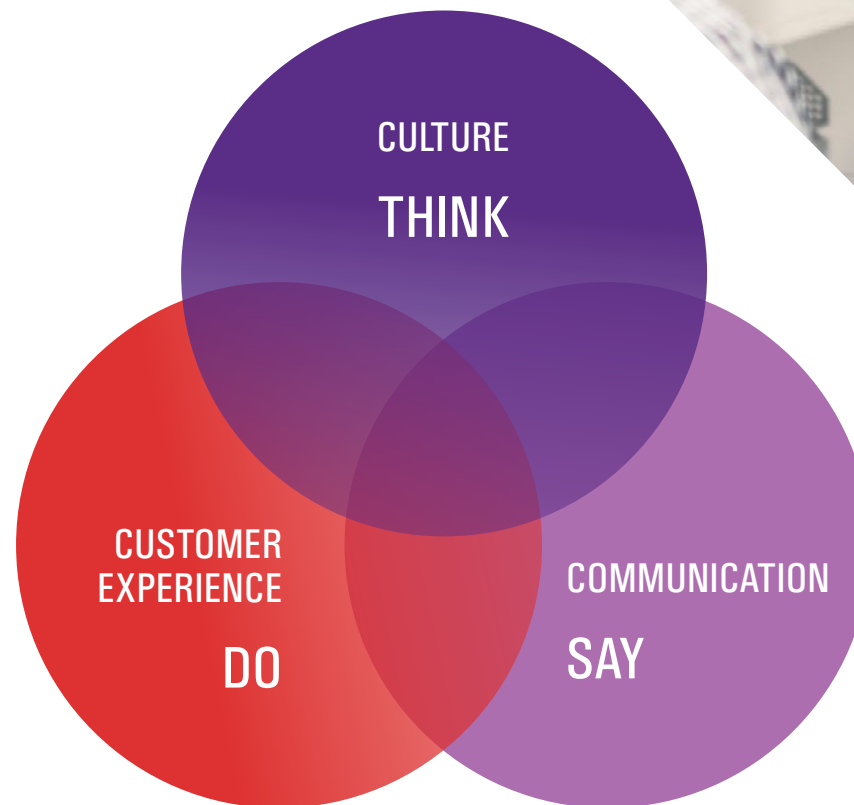 CULTURE
THINK
CUSTOMER
EXPERIENCE
DO
COMMUNICATION
SAY